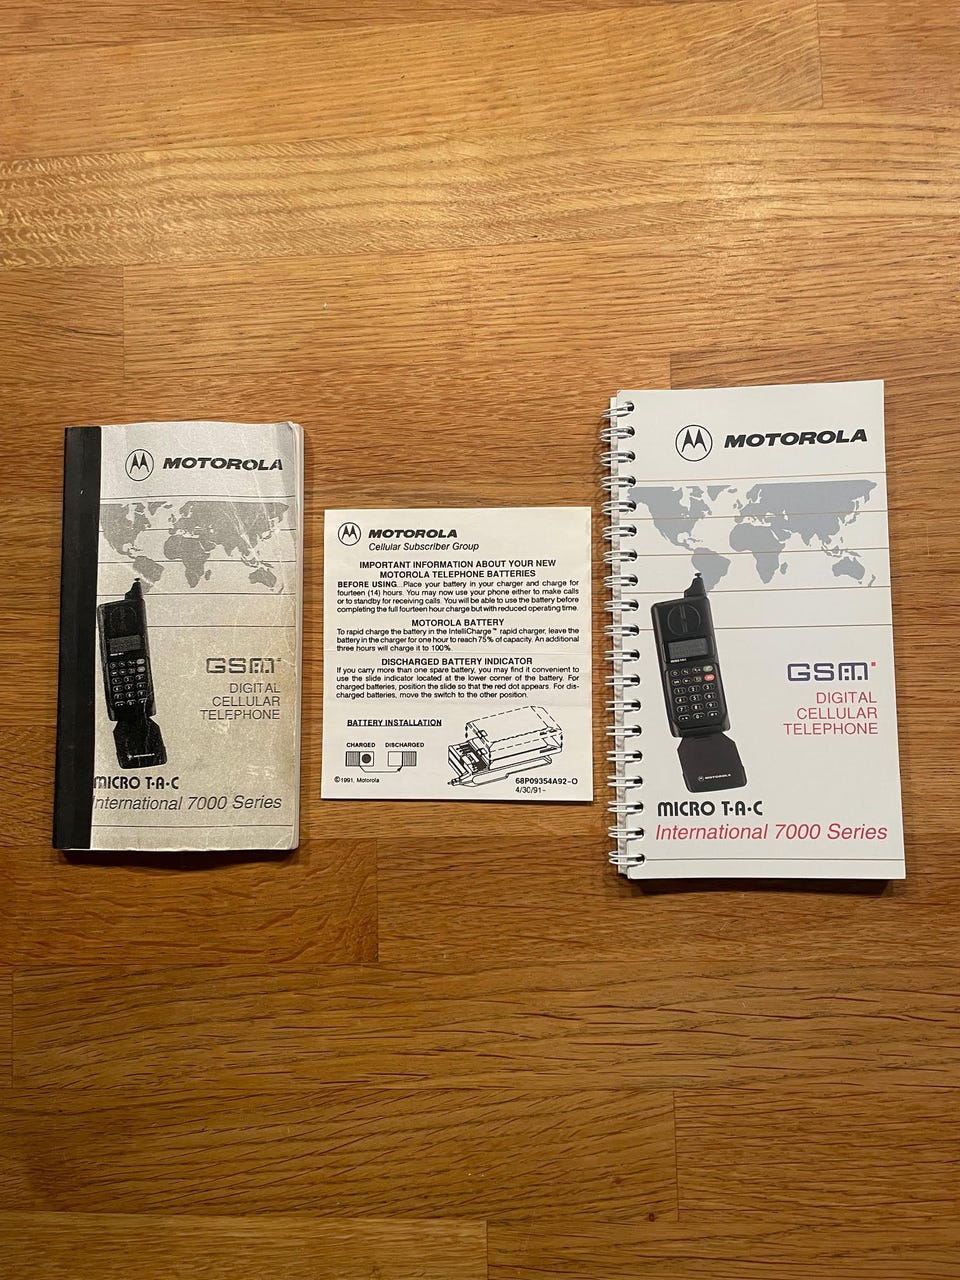 MOTOROLA
GSM
DIGITAL
CELLULAR
TELEPHONE
MICRO T·A·C
International 7000 Series
MOTOROLA
Cellular Subscriber Group
IMPORTANT INFORMATION ABOUT YOUR NEW
MOTOROLA TELEPHONE BATTERIES
BEFORE USING. Place your battery in your charger and charge for
fourteen (14) hours. You may now use your phone either to make calls
or to standby for receiving calls. You will be able to use the battery before
completing the full fourteen hour charge but with reduced operating time.
MOTOROLA BATTERY
To rapid charge the battery in the IntelliCharge™ rapid charger, leave the
battery in the charger for one hour to reach 75% of capacity. An additional
three hours will charge it to 100%.
DISCHARGED BATTERY INDICATOR
If you carry more than one spare battery, you may find it convenient to
use the slide indicator located at the lower corner of the battery. For
charged batteries, position the slide so that the red dot appears. For dis-
charged batteries, move the switch to the other position.
BATTERY INSTALLATION
CHARGED DISCHARGED
©1991, Motorola
68P09354A92-O
4/30/91-
MOTOROLA
GSM
DIGITAL
CELLULAR
TELEPHONE
MOTOROLA
MICRO T·A·C
International 7000 Series